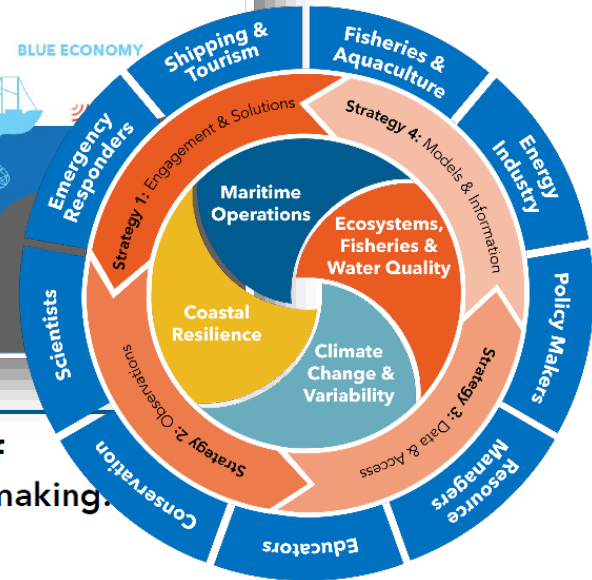 BLUE ECONOMY
Shipping &
Tourism
Fisheries &
Aquaculture
Energy
Industry
Policy Makers
Resource
Managers
Educators
Conservation
Scientists
Emergency
Responders
Strategy 1: Engagement & Solutions
Strategy 4: Models & Information
Strategy 3: Data & Access
Strategy 2: Observations
Maritime
Operations
Ecosystems,
Fisheries &
Water Quality
Climate
Change &
Variability
Coastal
Resilience
making.